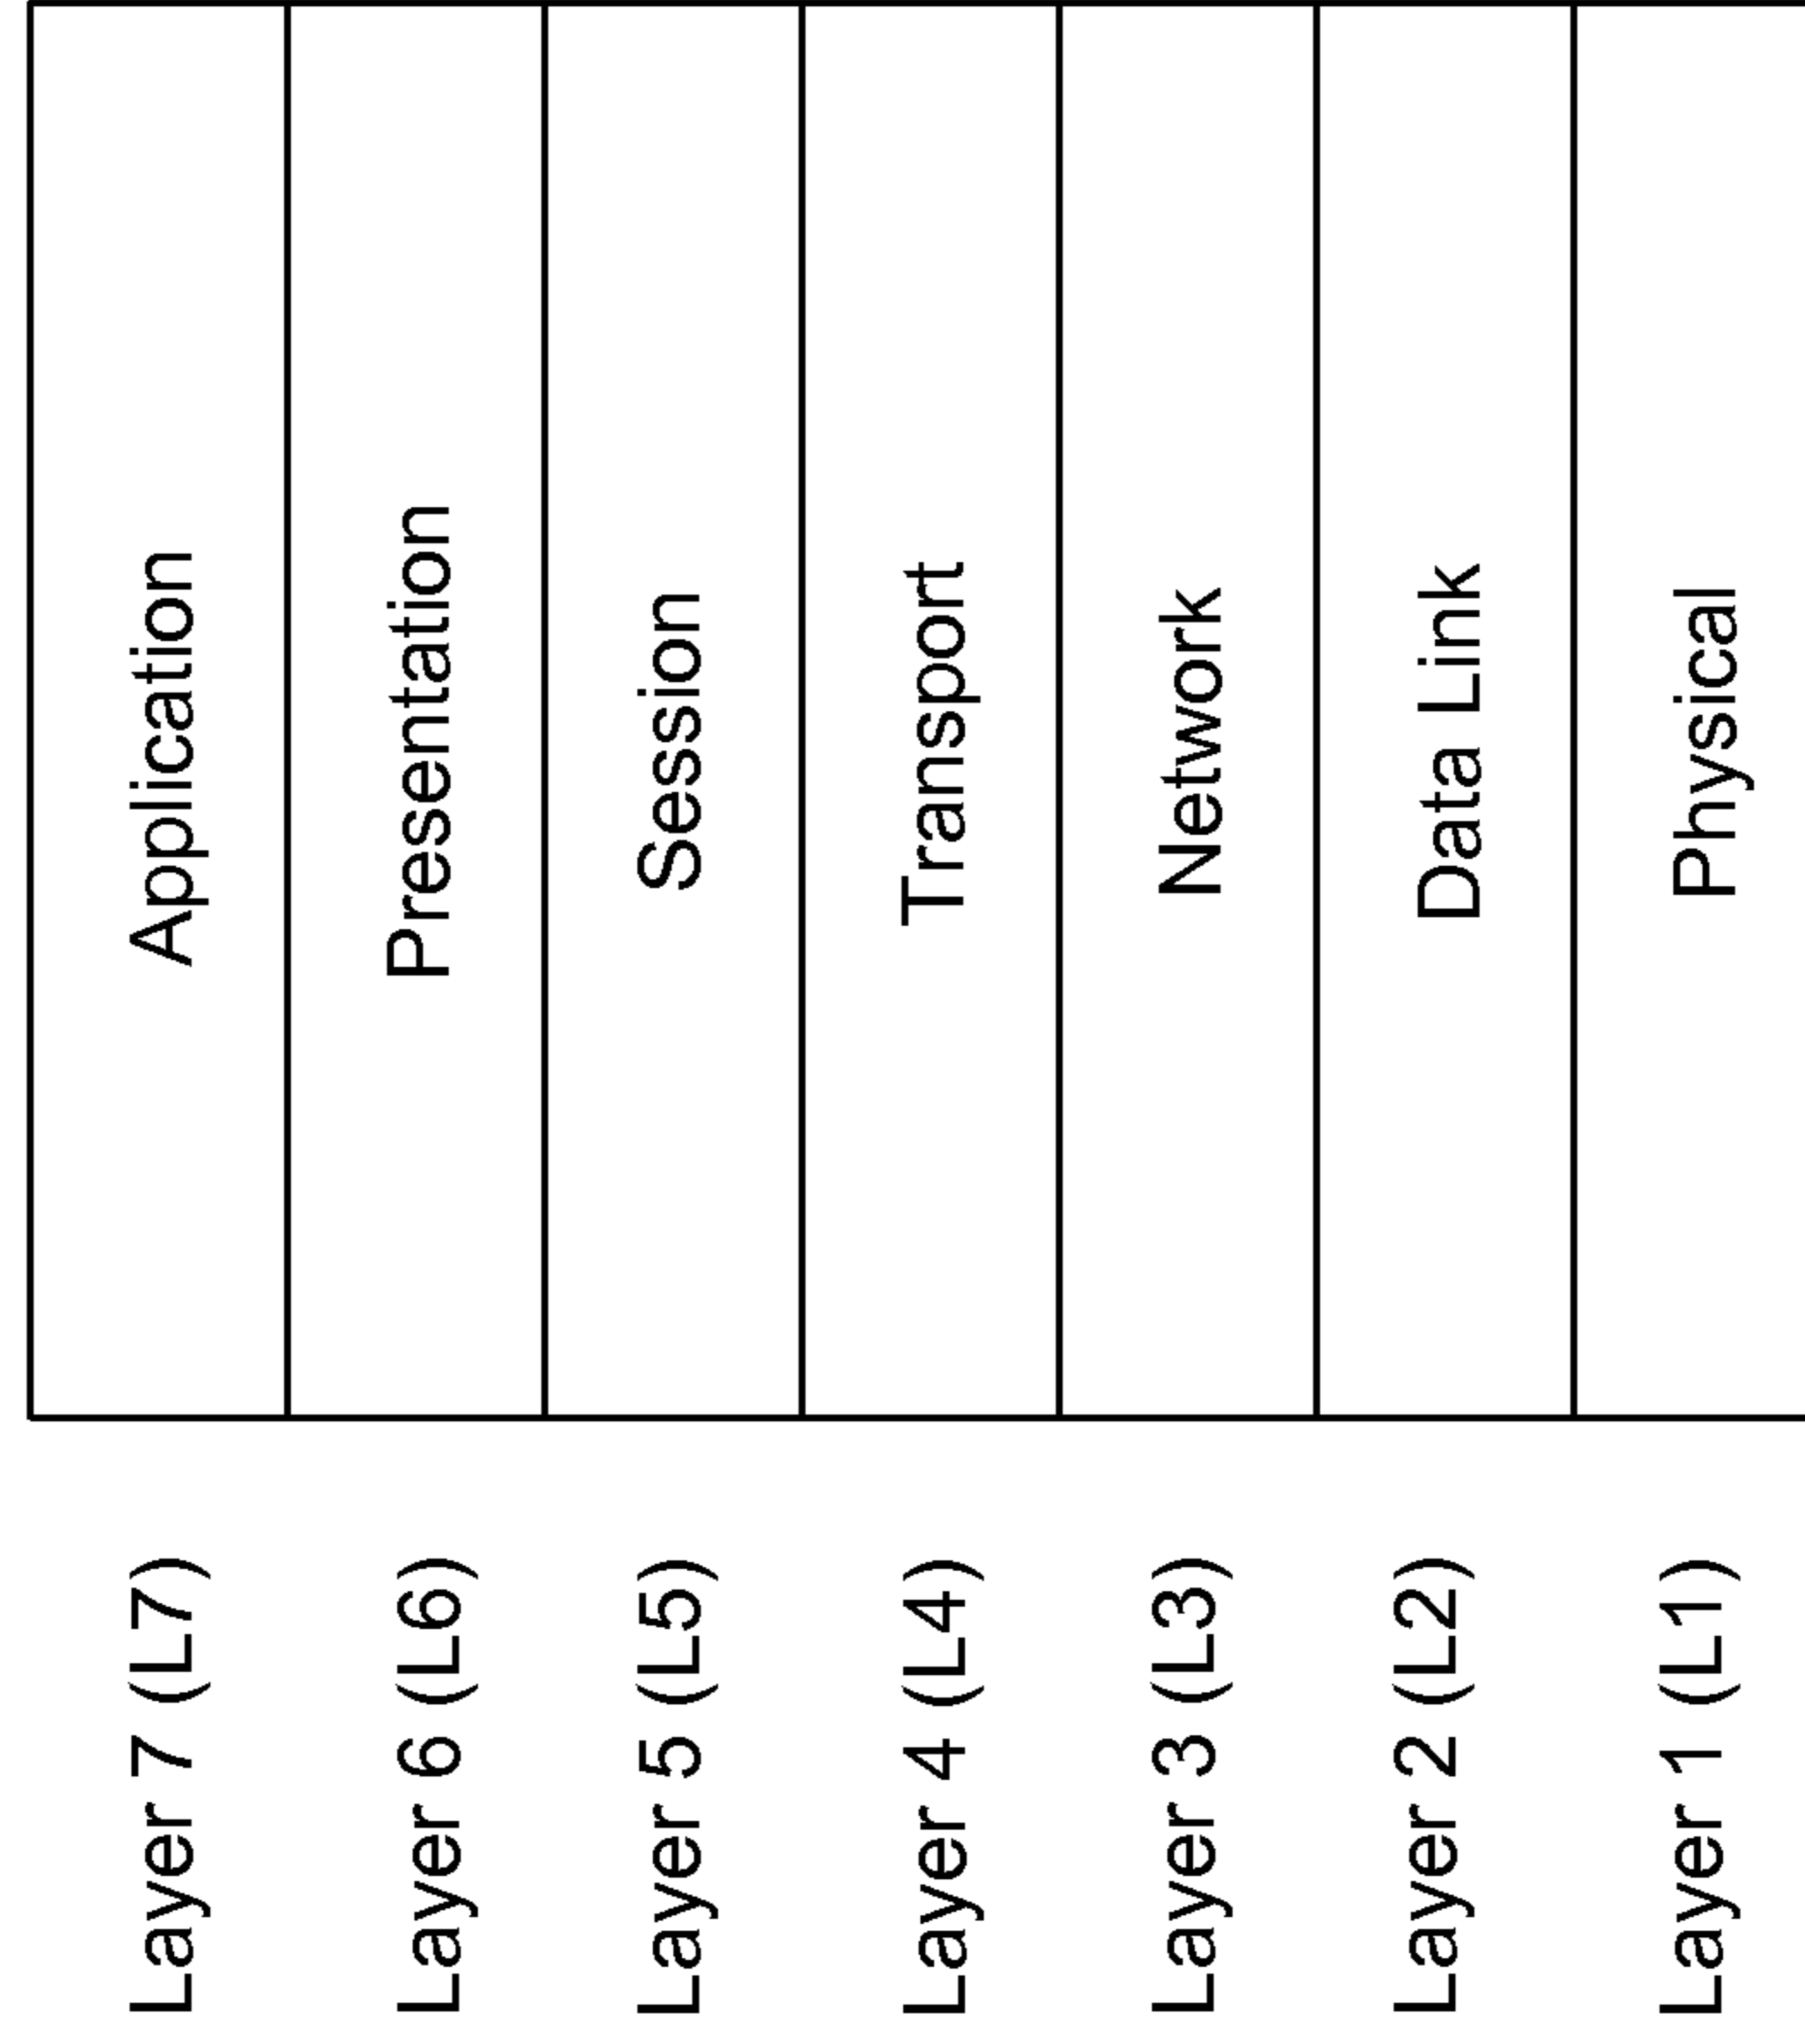 Layer 7 (L7) Application
Layer 6 (L6) Presentation
Layer 5 (L5) Session
Layer 4 (L4) Transport
Layer 3 (L3) Network
Layer 2 (L2) Data Link
Layer 1 (L1) Physical